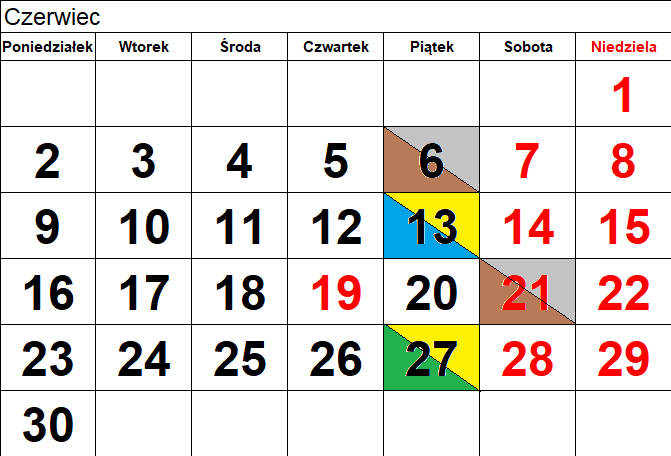 Czerwiec
Poniedziałek Wtorek Środa Czwartek Piątek Sobota Niedziela
1
2 3 4 5 6 7 8
9 10 11 12 13 14 15
16 17 18 19 20 21 22
23 24 25 26 27 28 29
30